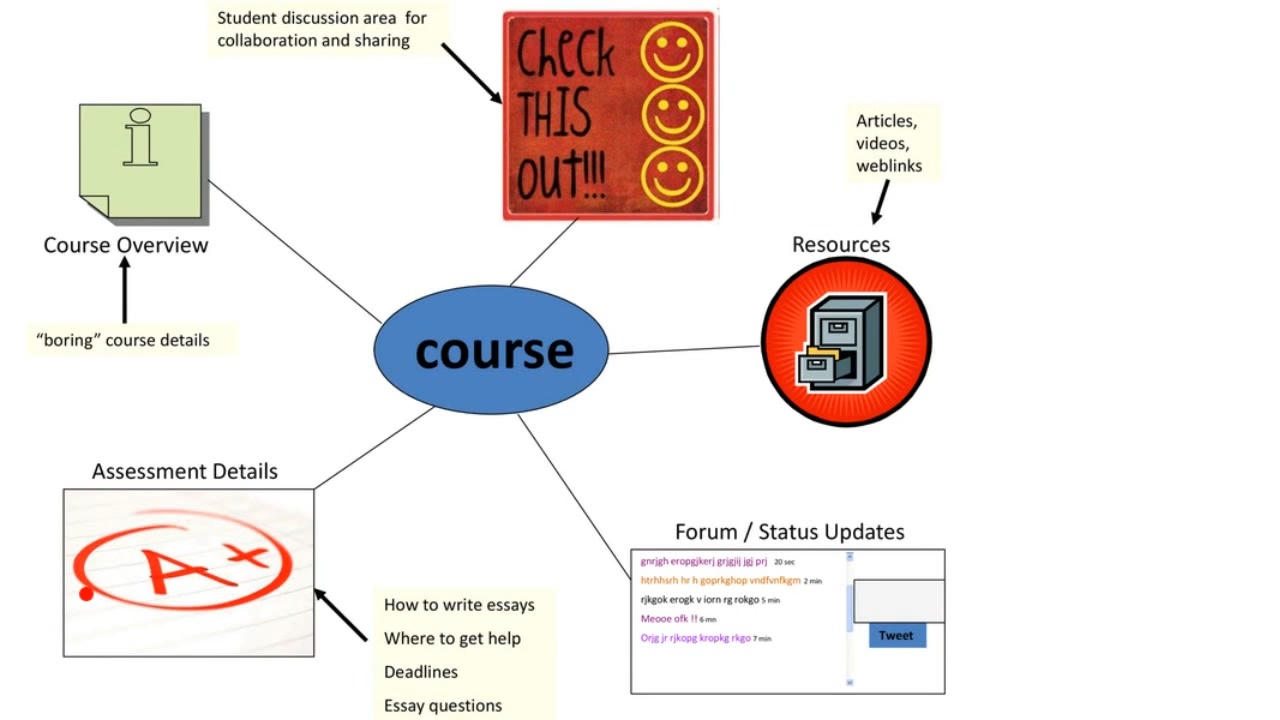 Student discussion area for
collaboration and sharing
Check
THIS
out!!!
Articles,
videos,
weblinks
i
Course Overview
Resources
“boring” course details
course
Assessment Details
A+
Forum / Status Updates
gnrjgh eropgjkerj grjgjij jgj prj 20 sec
htrhhsrh hr h goprkghop vndfvnfkgm 2 min
rjkgok erogk v iorn rg rokgo 5 min
Meooe ofk !! 6 mn
Orjg jr rjkopg kropkg rkgo 7 min
Tweet
How to write essays
Where to get help
Deadlines
Essay questions